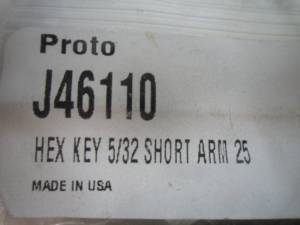 Proto
J46110
HEX KEY 5/32 SHORT ARM 25
MADE IN USA